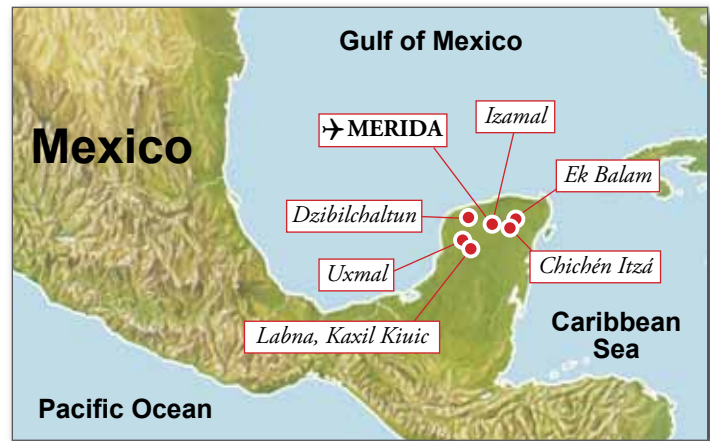 Gulf of Mexico
Mexico
MERIDA
Izamal
Ek Balam
Dzibilchaltun
Uxmal
Chichén Itzá
Labna, Kaxil Kiuic
Caribbean
Sea
Pacific Ocean